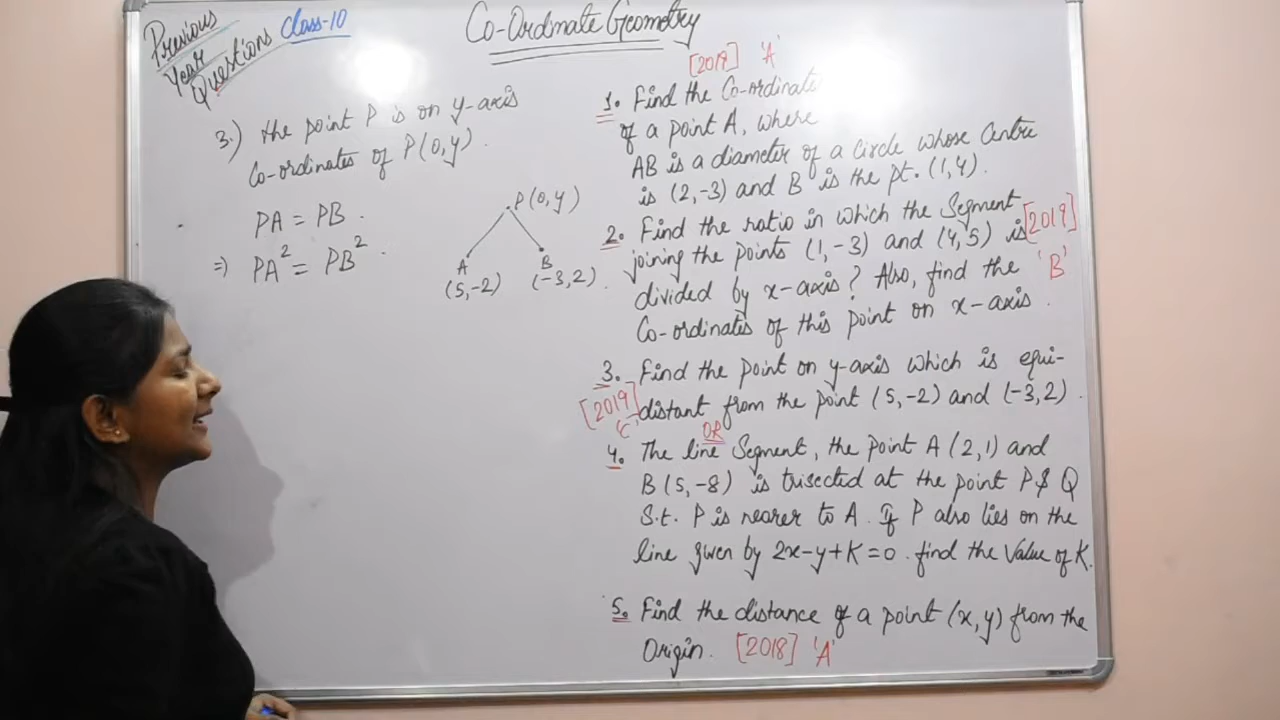 Previous
Year
Questions Class-10
Co-Ordinate Geometry
3.) the point P is on y-axis
Co-ordinates of P(0,y).
PA = PB.
=> PA² = PB².
P(0,y)
A
(5,-2)
B
(-3,2).
[2019] 'A'
1. Find the Co-ordinate
of a point A, where
AB is a diameter of a Circle whose Centre
is (2,-3) and B is the pt. (1,4).
2. Find the ratio in which the Segment [2019]
joining the points (1,-3) and (4,5) is
divided by x-axis? Also, find the 'B'
Co-ordinates of this point on x-axis.
3. Find the point on y-axis which is equi-
[2019] distant from the point (5,-2) and (-3,2).
'C' OR
4. The line Segment, the point A (2,1) and
B (5,-8) is trisected at the point P & Q
S.t. P is nearer to A. If P also lies on the
line given by 2x-y+K=0. find the Value of K.
5. Find the distance of a point (x,y) from the
Origin. [2018] 'A'